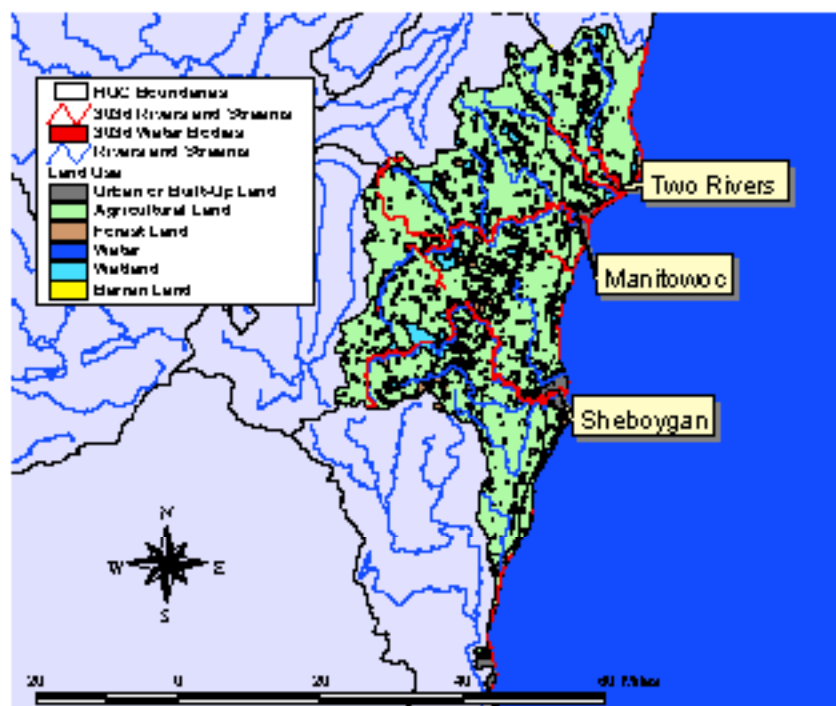 HUC Boundaries
303d Rivers and Streams
303d Water Bodies
Rivers and Streams
Land Use
Urban or Built-Up Land
Agricultural Land
Forest Land
Water
Wetland
Barren Land
Two Rivers
Manitowoc
Sheboygan
N
W E
S
20 0 20 40 60 Miles